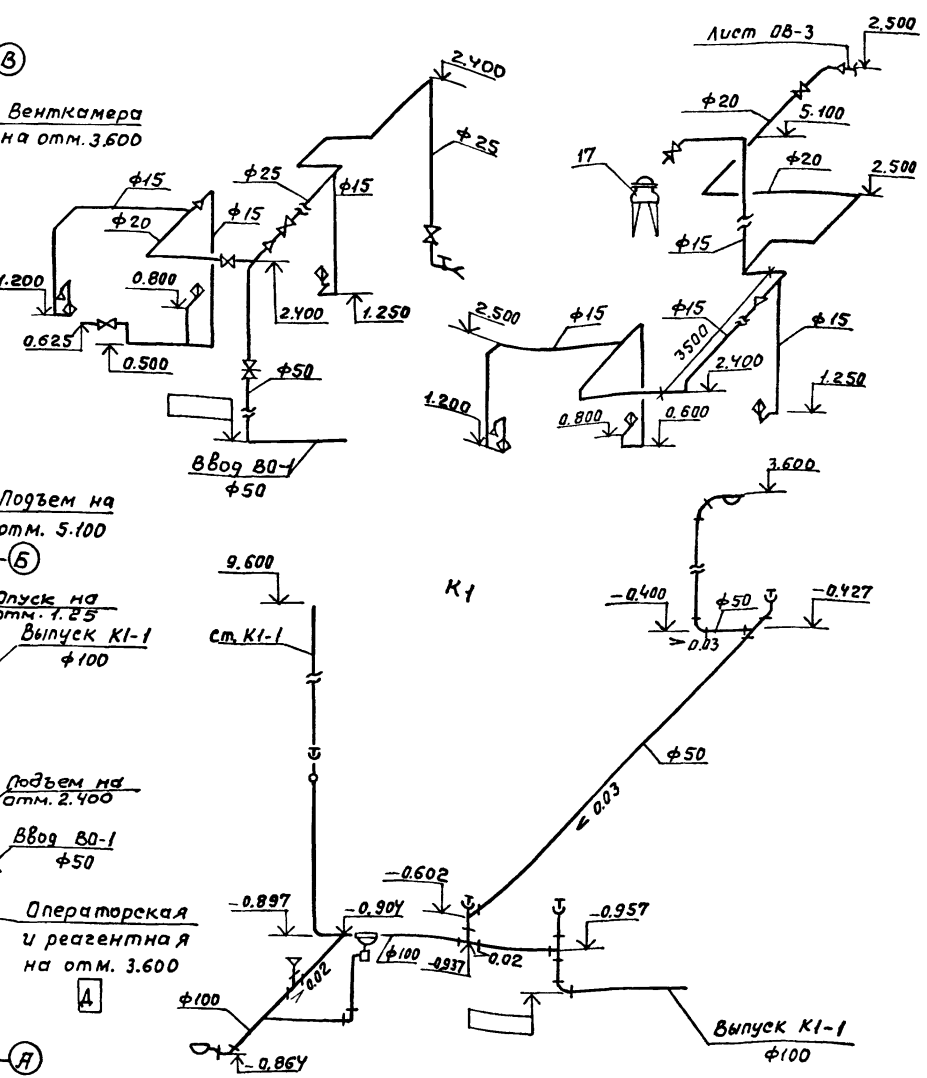 В
Венткамера
на отм. 3.600
2.400
Лист ОВ-3
2.500
ф20
5.100
ф25
17
ф20
2.500
ф15
ф25
ф15
ф20
ф15
ф15
1.200
0.800
2.400
1.250
0.625
0.500
ф50
Ввод ВО-1
ф50
2.500
ф15
ф15
3500
ф15
2.400
1.250
1.200
0.800
0.600
Подъем на
отм. 5.100
Б
Опуск на
отм. 1.25
Выпуск К1-1
ф100
Подъем на
отм. 2.400
Ввод ВО-1
ф50
Операторская
и реагентная
на отм. 3.600
Д
Я
К1
3.600
9.600
ст. К1-1
-0.400
ф50
-0.427
> 0.03
ф50
< 0.03
-0.602
-0.897
-0.904
-0.957
ф100
-0.937
0.02
0.02
ф100
-0.864
Выпуск К1-1
ф100